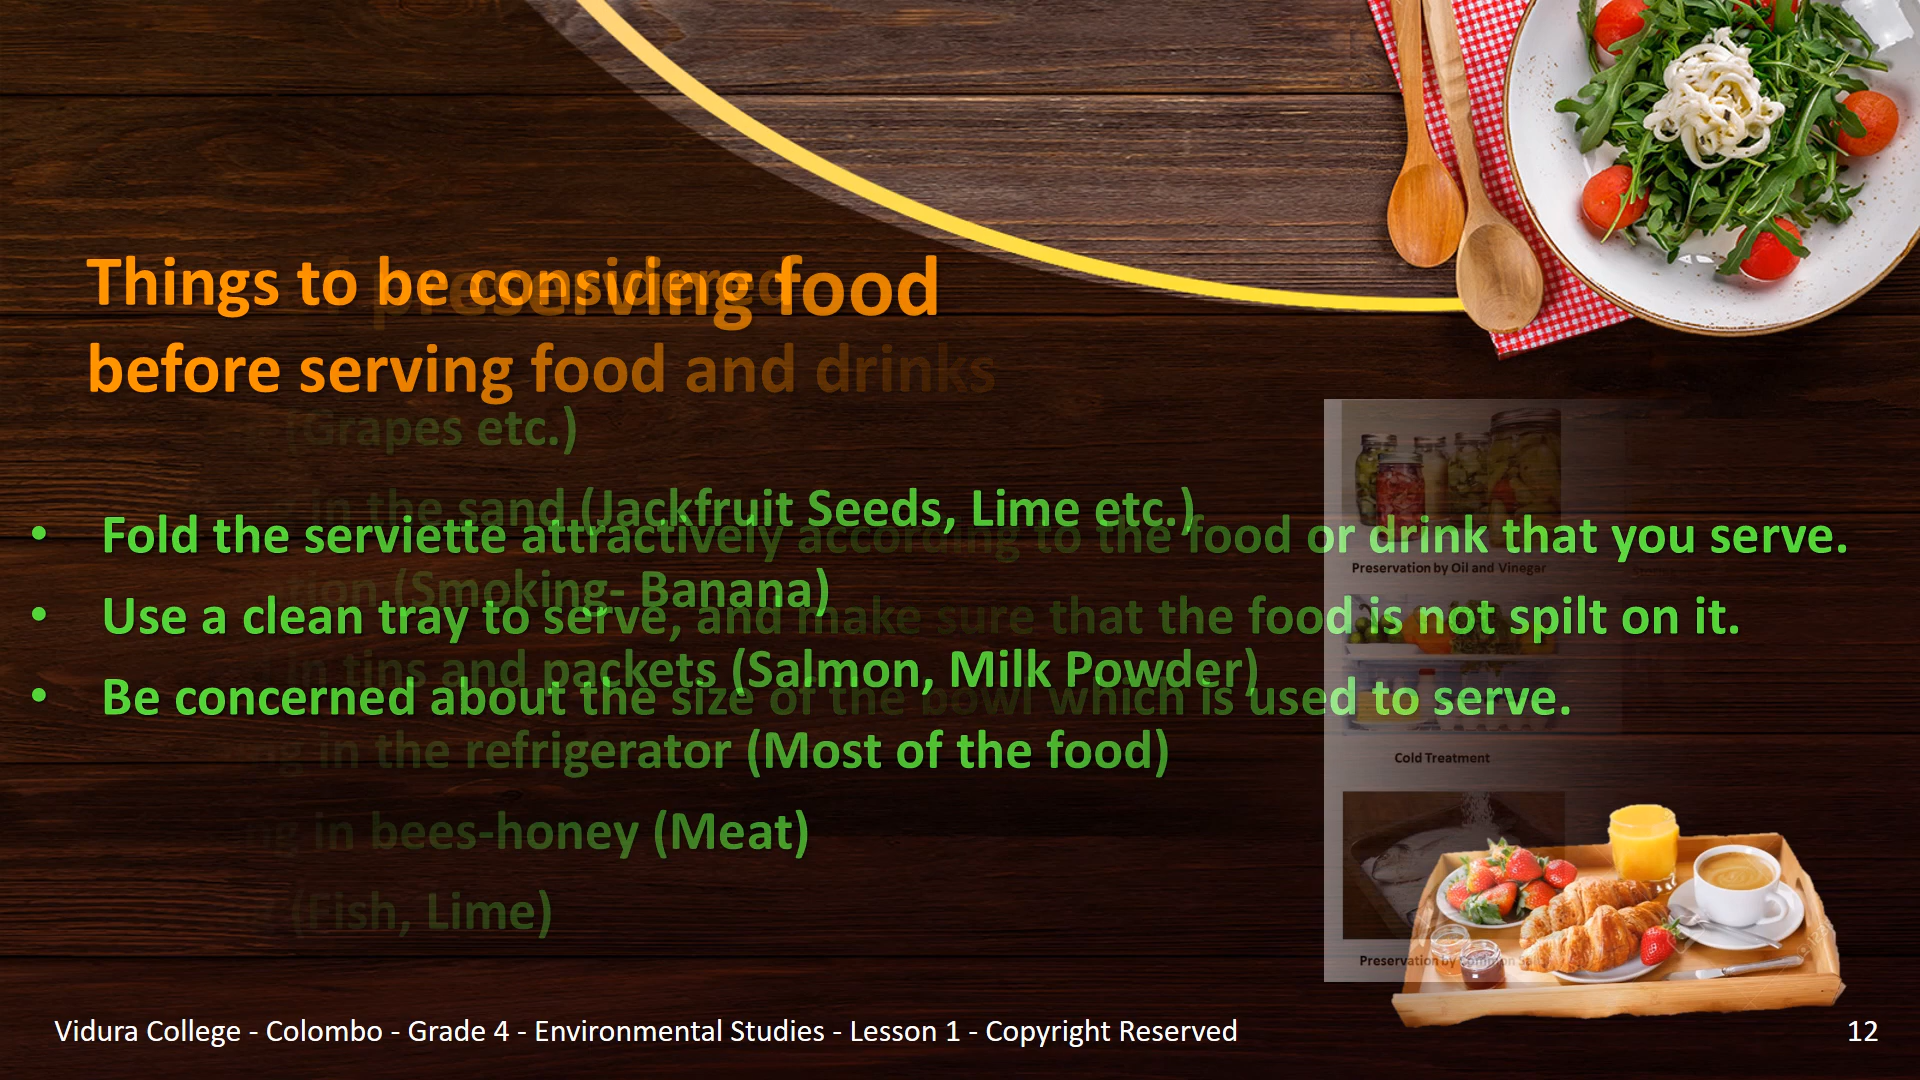 Things to be considered
preserving food
before serving food and drinks
(Grapes etc.)
in the sand (Jackfruit Seeds, Lime etc.)
• Fold the serviette attractively according to the food or drink that you serve.
(Smoking- Banana)
• Use a clean tray to serve, and make sure that the food is not spilt on it.
in tins and packets (Salmon, Milk Powder)
• Be concerned about the size of the bowl which is used to serve.
in the refrigerator (Most of the food)
in bees-honey (Meat)
(Fish, Lime)
Preservation by Oil and Vinegar
Cold Treatment
Preservation by
Vidura College - Colombo - Grade 4 - Environmental Studies - Lesson 1 - Copyright Reserved
12